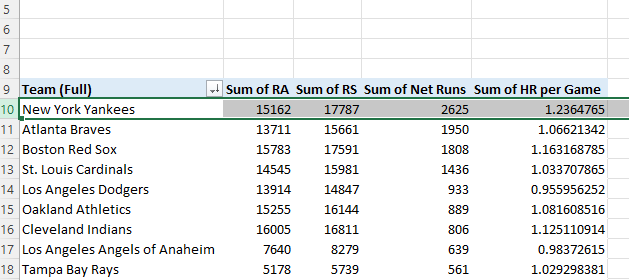 5
6
7
8
9 Team (Full) Sum of RA Sum of RS Sum of Net Runs Sum of HR per Game
10 New York Yankees 15162 17787 2625 1.2364765
11 Atlanta Braves 13711 15661 1950 1.06621342
12 Boston Red Sox 15783 17591 1808 1.163168785
13 St. Louis Cardinals 14545 15981 1436 1.033707865
14 Los Angeles Dodgers 13914 14847 933 0.955956252
15 Oakland Athletics 15255 16144 889 1.081608516
16 Cleveland Indians 16005 16811 806 1.125110914
17 Los Angeles Angels of Anaheim 7640 8279 639 0.98372615
18 Tampa Bay Rays 5178 5739 561 1.029298381